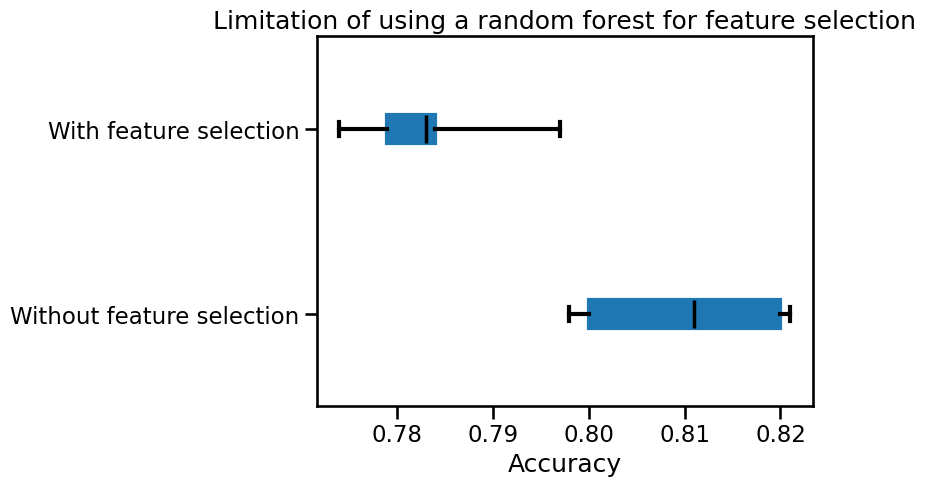 Limitation of using a random forest for feature selection
With feature selection
Without feature selection
0.78 0.79 0.80 0.81 0.82
Accuracy